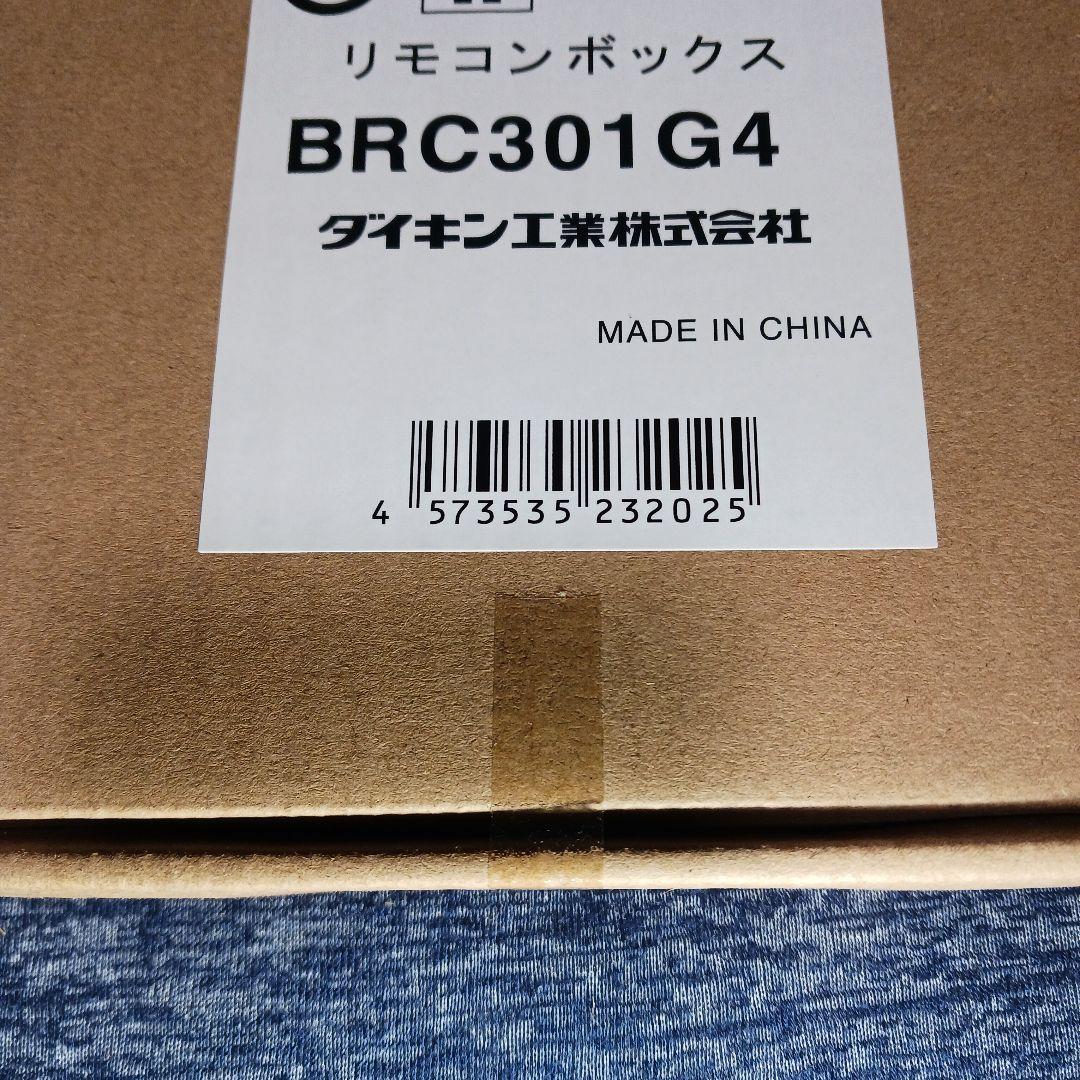 リモコンボックス
BRC301G4
ダイキン工業株式会社
MADE IN CHINA
4 573535 232025